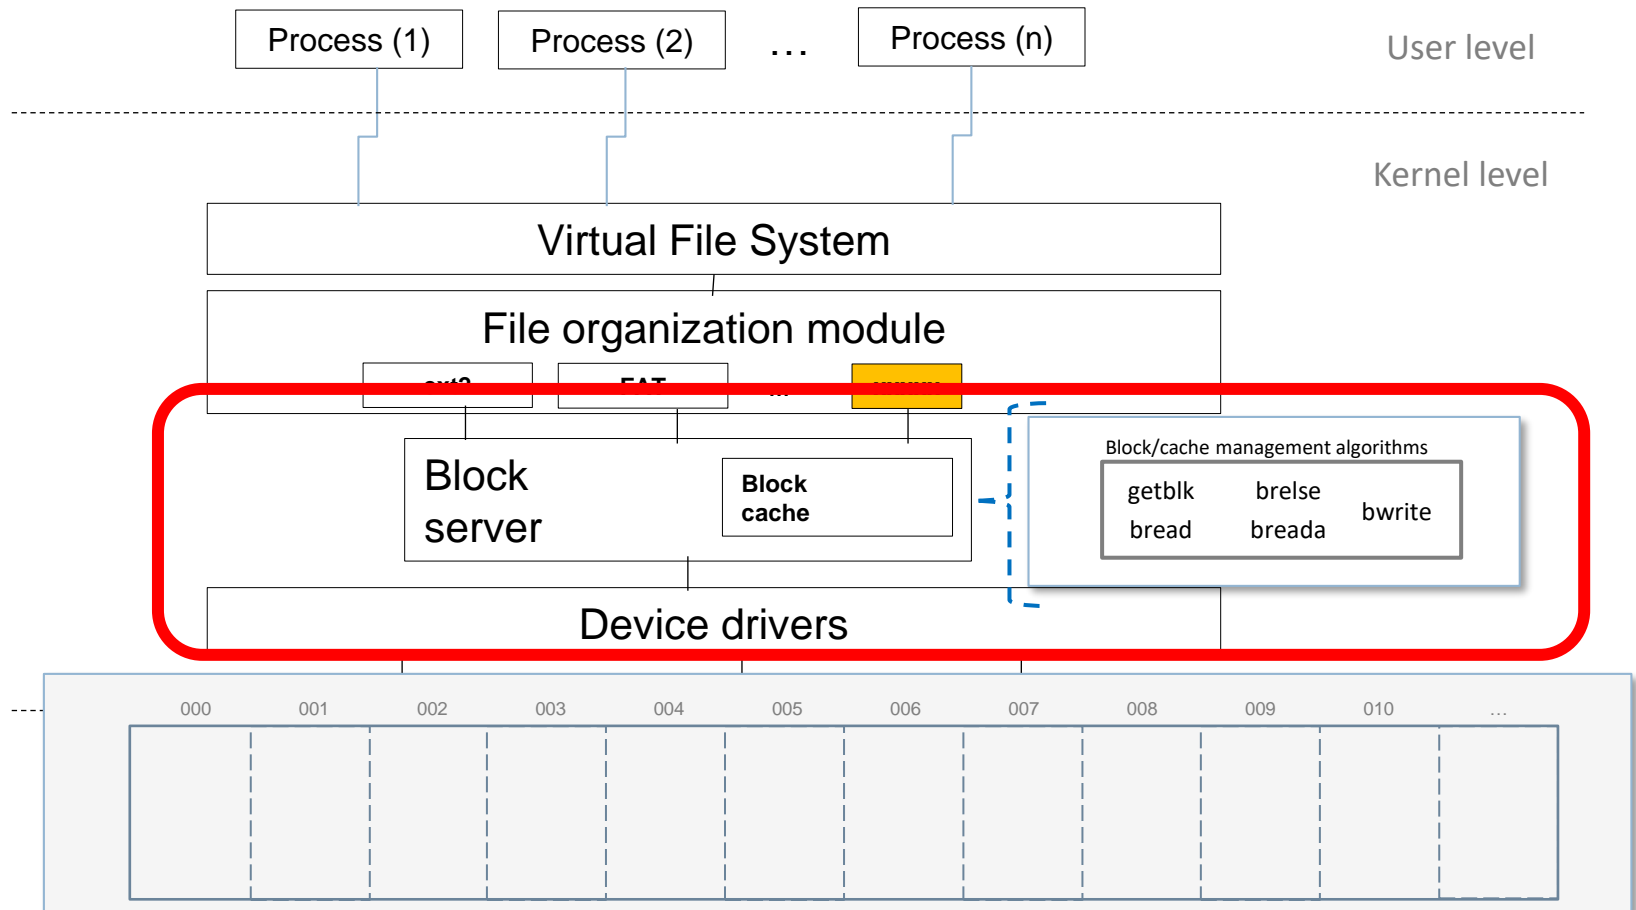 Process (1)
Process (2)
...
Process (n)
User level
Kernel level
Virtual File System
File organization module
...
Block
server
Block
cache
Block/cache management algorithms
getblk
brelse
bwrite
bread
breada
Device drivers
000 001 002 003 004 005 006 007 008 009 010 ...